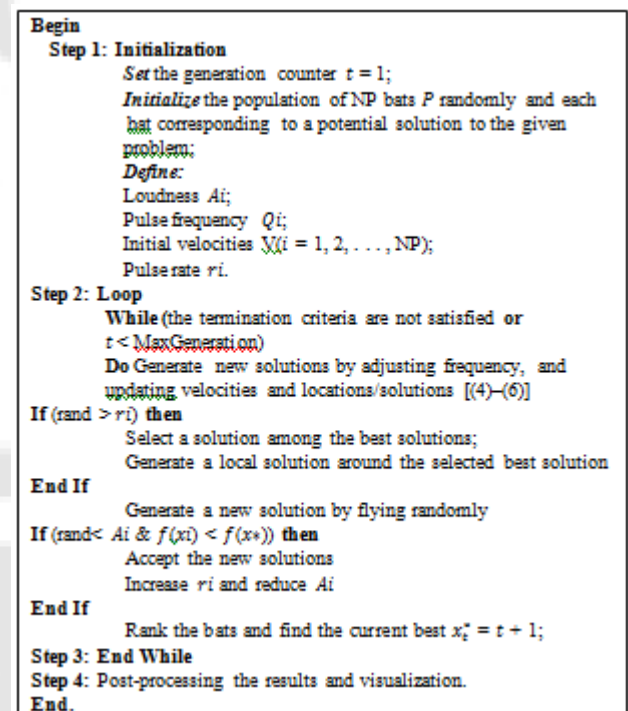 Begin
Step 1: Initialization
Set the generation counter t = 1;
Initialize the population of NP bats P randomly and each
bat corresponding to a potential solution to the given
problem;
Define:
Loudness Ai;
Pulse frequency Qi;
Initial velocities V(i = 1, 2, . . . , NP);
Pulse rate ri.
Step 2: Loop
While (the termination criteria are not satisfied or
t < MaxGeneration)
Do Generate new solutions by adjusting frequency, and
updating velocities and locations/solutions [(4)–(6)]
If (rand > ri) then
Select a solution among the best solutions;
Generate a local solution around the selected best solution
End If
Generate a new solution by flying randomly
If (rand< Ai & f(xi) < f(x*)) then
Accept the new solutions
Increase ri and reduce Ai
End If
Rank the bats and find the current best x*t = t + 1;
Step 3: End While
Step 4: Post-processing the results and visualization.
End.